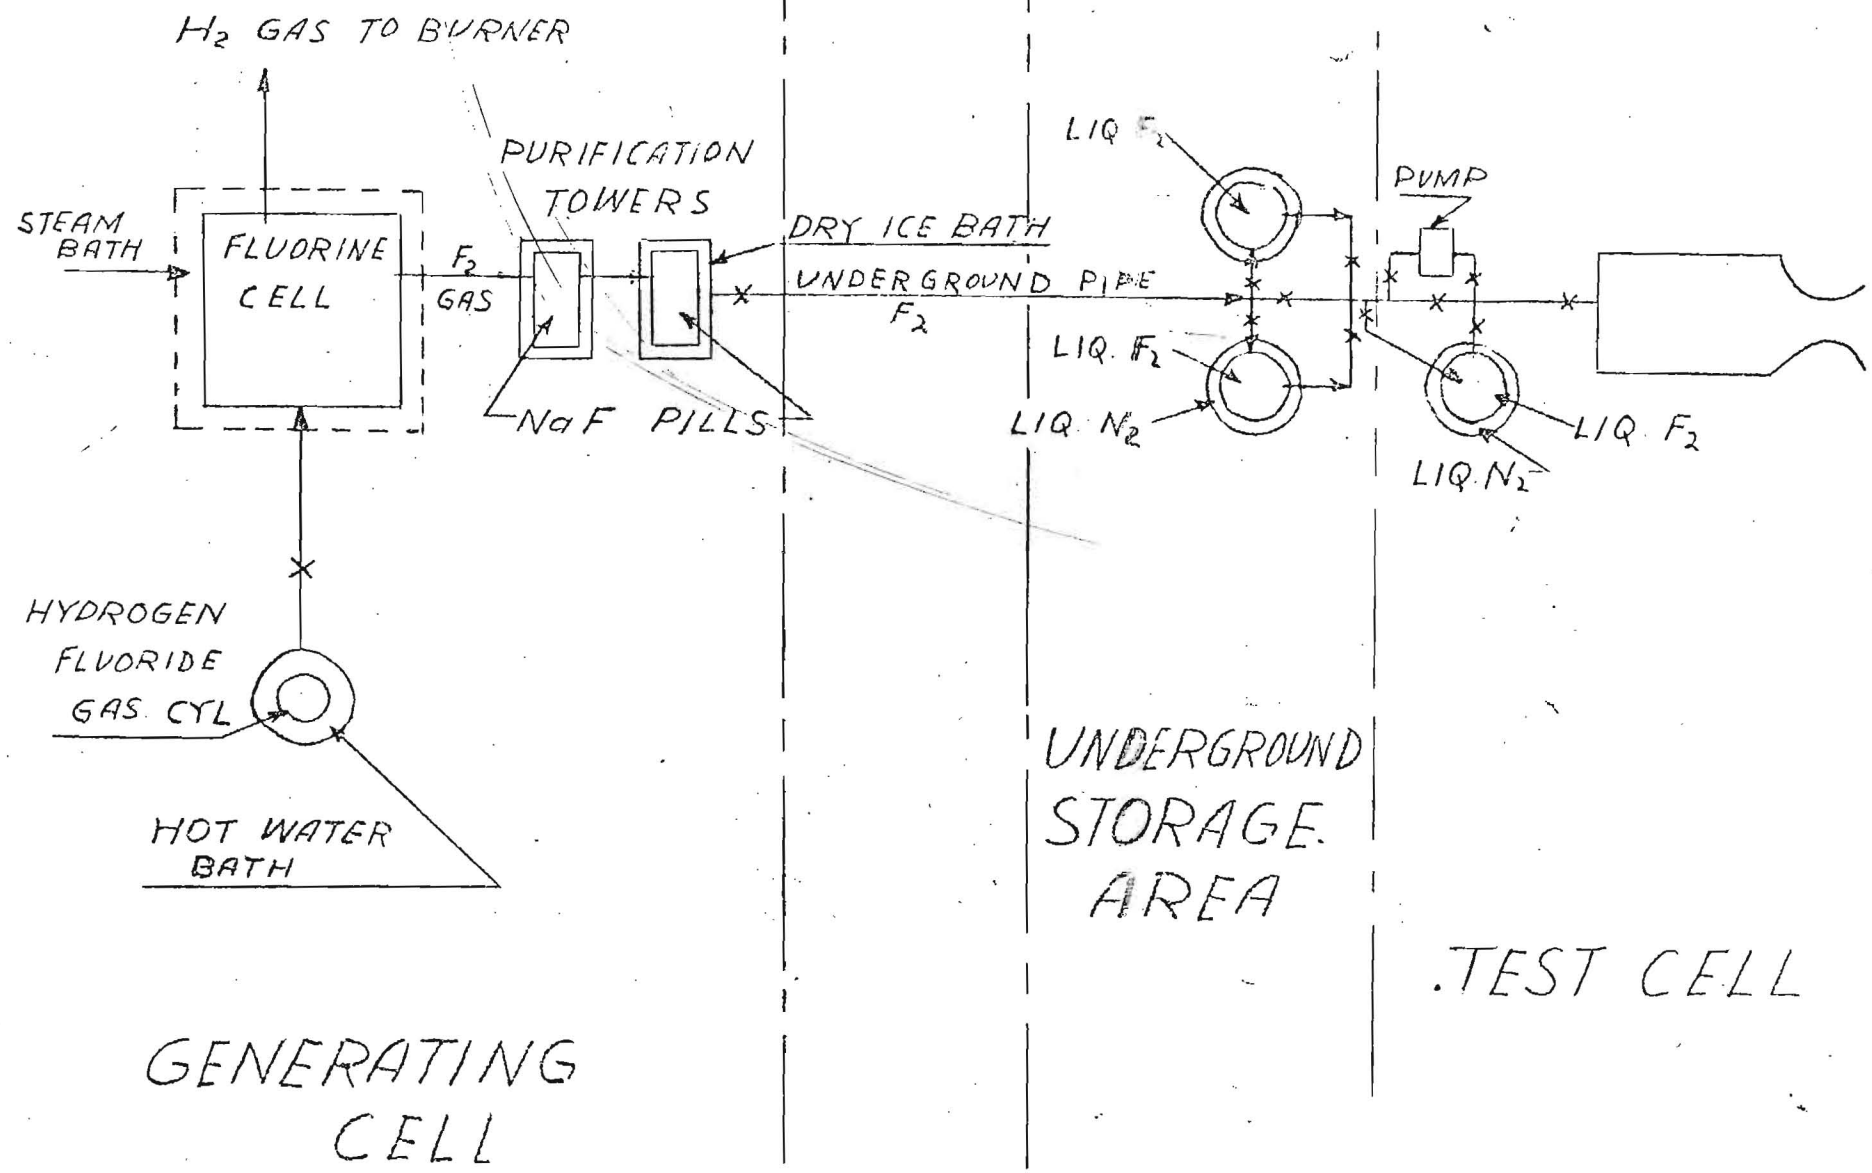 H₂ GAS TO BURNER
PURIFICATION
TOWERS
STEAM
BATH
FLUORINE
CELL
F₂
GAS
DRY ICE BATH
UNDERGROUND PIPE
F₂
NaF PILLS
LIQ F₂
LIQ. F₂
LIQ. N₂
PUMP
LIQ. F₂
LIQ. N₂
HYDROGEN
FLUORIDE
GAS. CYL
HOT WATER
BATH
UNDERGROUND
STORAGE.
AREA
.TEST CELL
GENERATING
CELL